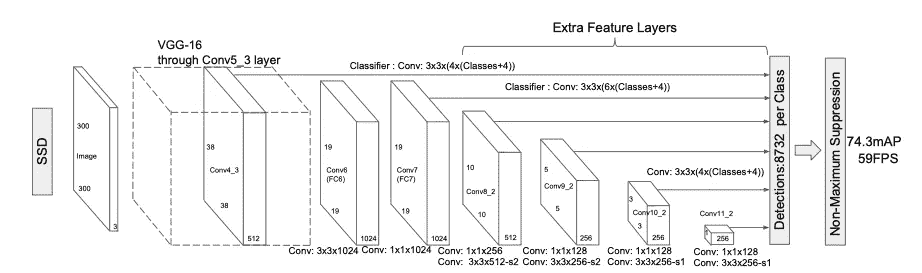 Extra Feature Layers
VGG-16
through Conv5_3 layer
Classifier : Conv: 3x3x(4x(Classes+4))
Classifier : Conv: 3x3x(6x(Classes+4))
Conv: 3x3x(4x(Classes+4))
SSD
300
Image
300
3
38
Conv4_3
38
512
19
Conv6
(FC6)
19
1024
19
Conv7
(FC7)
19
1024
10
Conv8_2
10
512
5
Conv9_2
5
256
3
Conv10_2
3
256
Conv11_2
1
256
Conv: 3x3x1024
Conv: 1x1x1024
Conv: 1x1x256
Conv: 3x3x512-s2
Conv: 1x1x128
Conv: 3x3x256-s2
Conv: 1x1x128
Conv: 3x3x256-s1
Conv: 1x1x128
Conv: 3x3x256-s1
Detections:8732 per Class
Non-Maximum Suppression
74.3mAP
59FPS